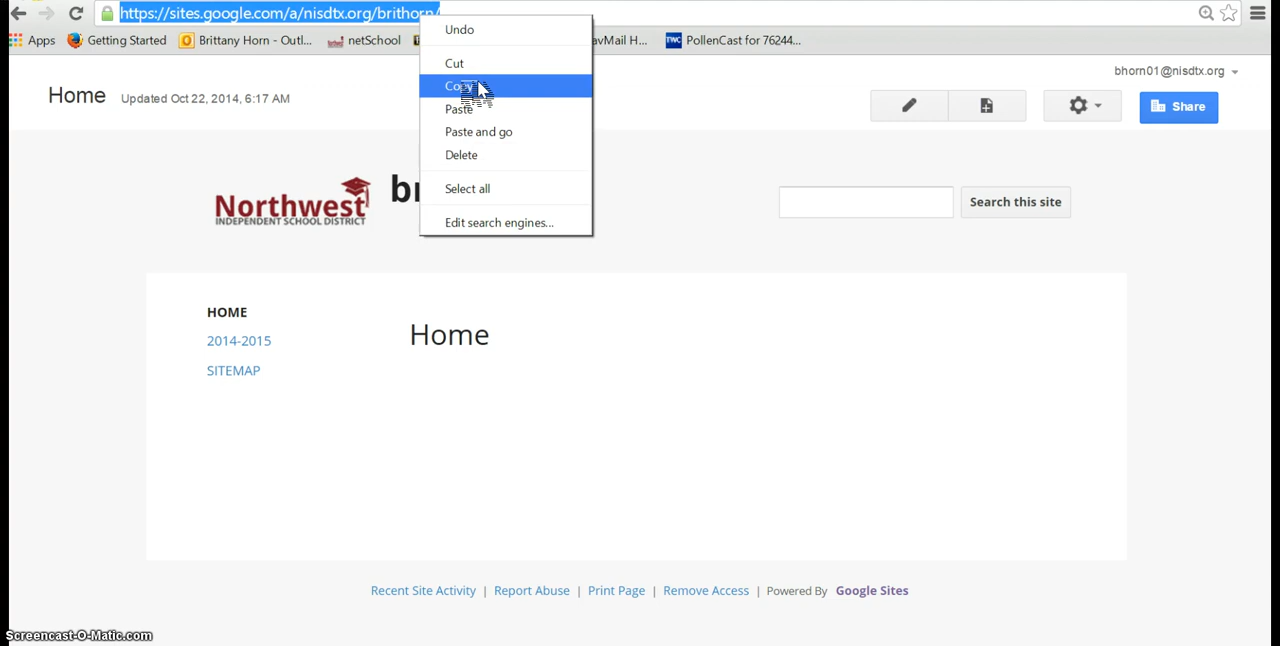 https://sites.google.com/a/nisdtx.org/brithorn/
Apps Getting Started Brittany Horn - Outl... netSchool avMail H... PollenCast for 76244...
Undo
Cut
Copy
Paste
Paste and go
Delete
Select all
Edit search engines...
bhorn01@nisdtx.org
Home Updated Oct 22, 2014, 6:17 AM
Share
Northwest
INDEPENDENT SCHOOL DISTRICT
Search this site
HOME
2014-2015
SITEMAP
Home
Recent Site Activity | Report Abuse | Print Page | Remove Access | Powered By Google Sites
Screencast-O-Matic.com